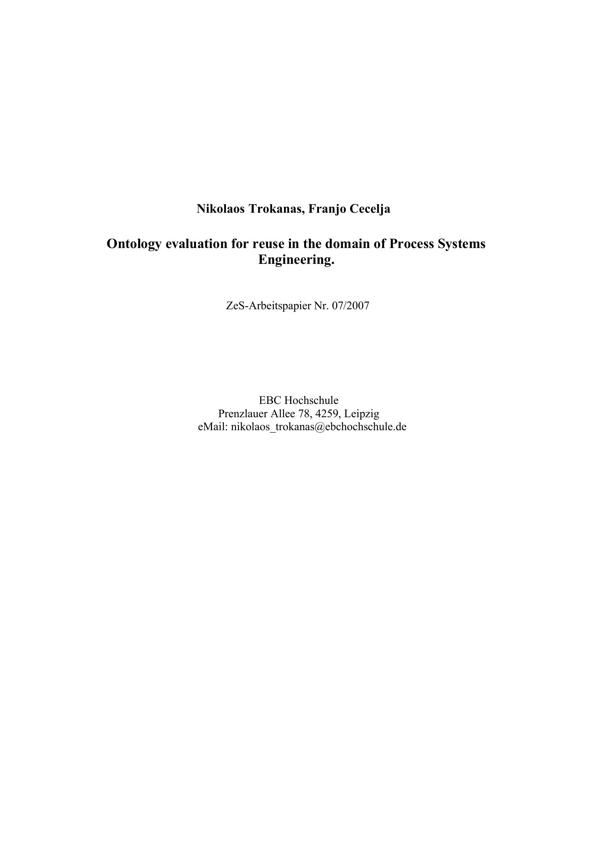 Nikolaos Trokanas, Franjo Cecelja
Ontology evaluation for reuse in the domain of Process Systems
Engineering.
ZeS-Arbeitspapier Nr. 07/2007
EBC Hochschule
Prenzlauer Allee 78, 4259, Leipzig
eMail: nikolaos_trokanas@ebchochschule.de